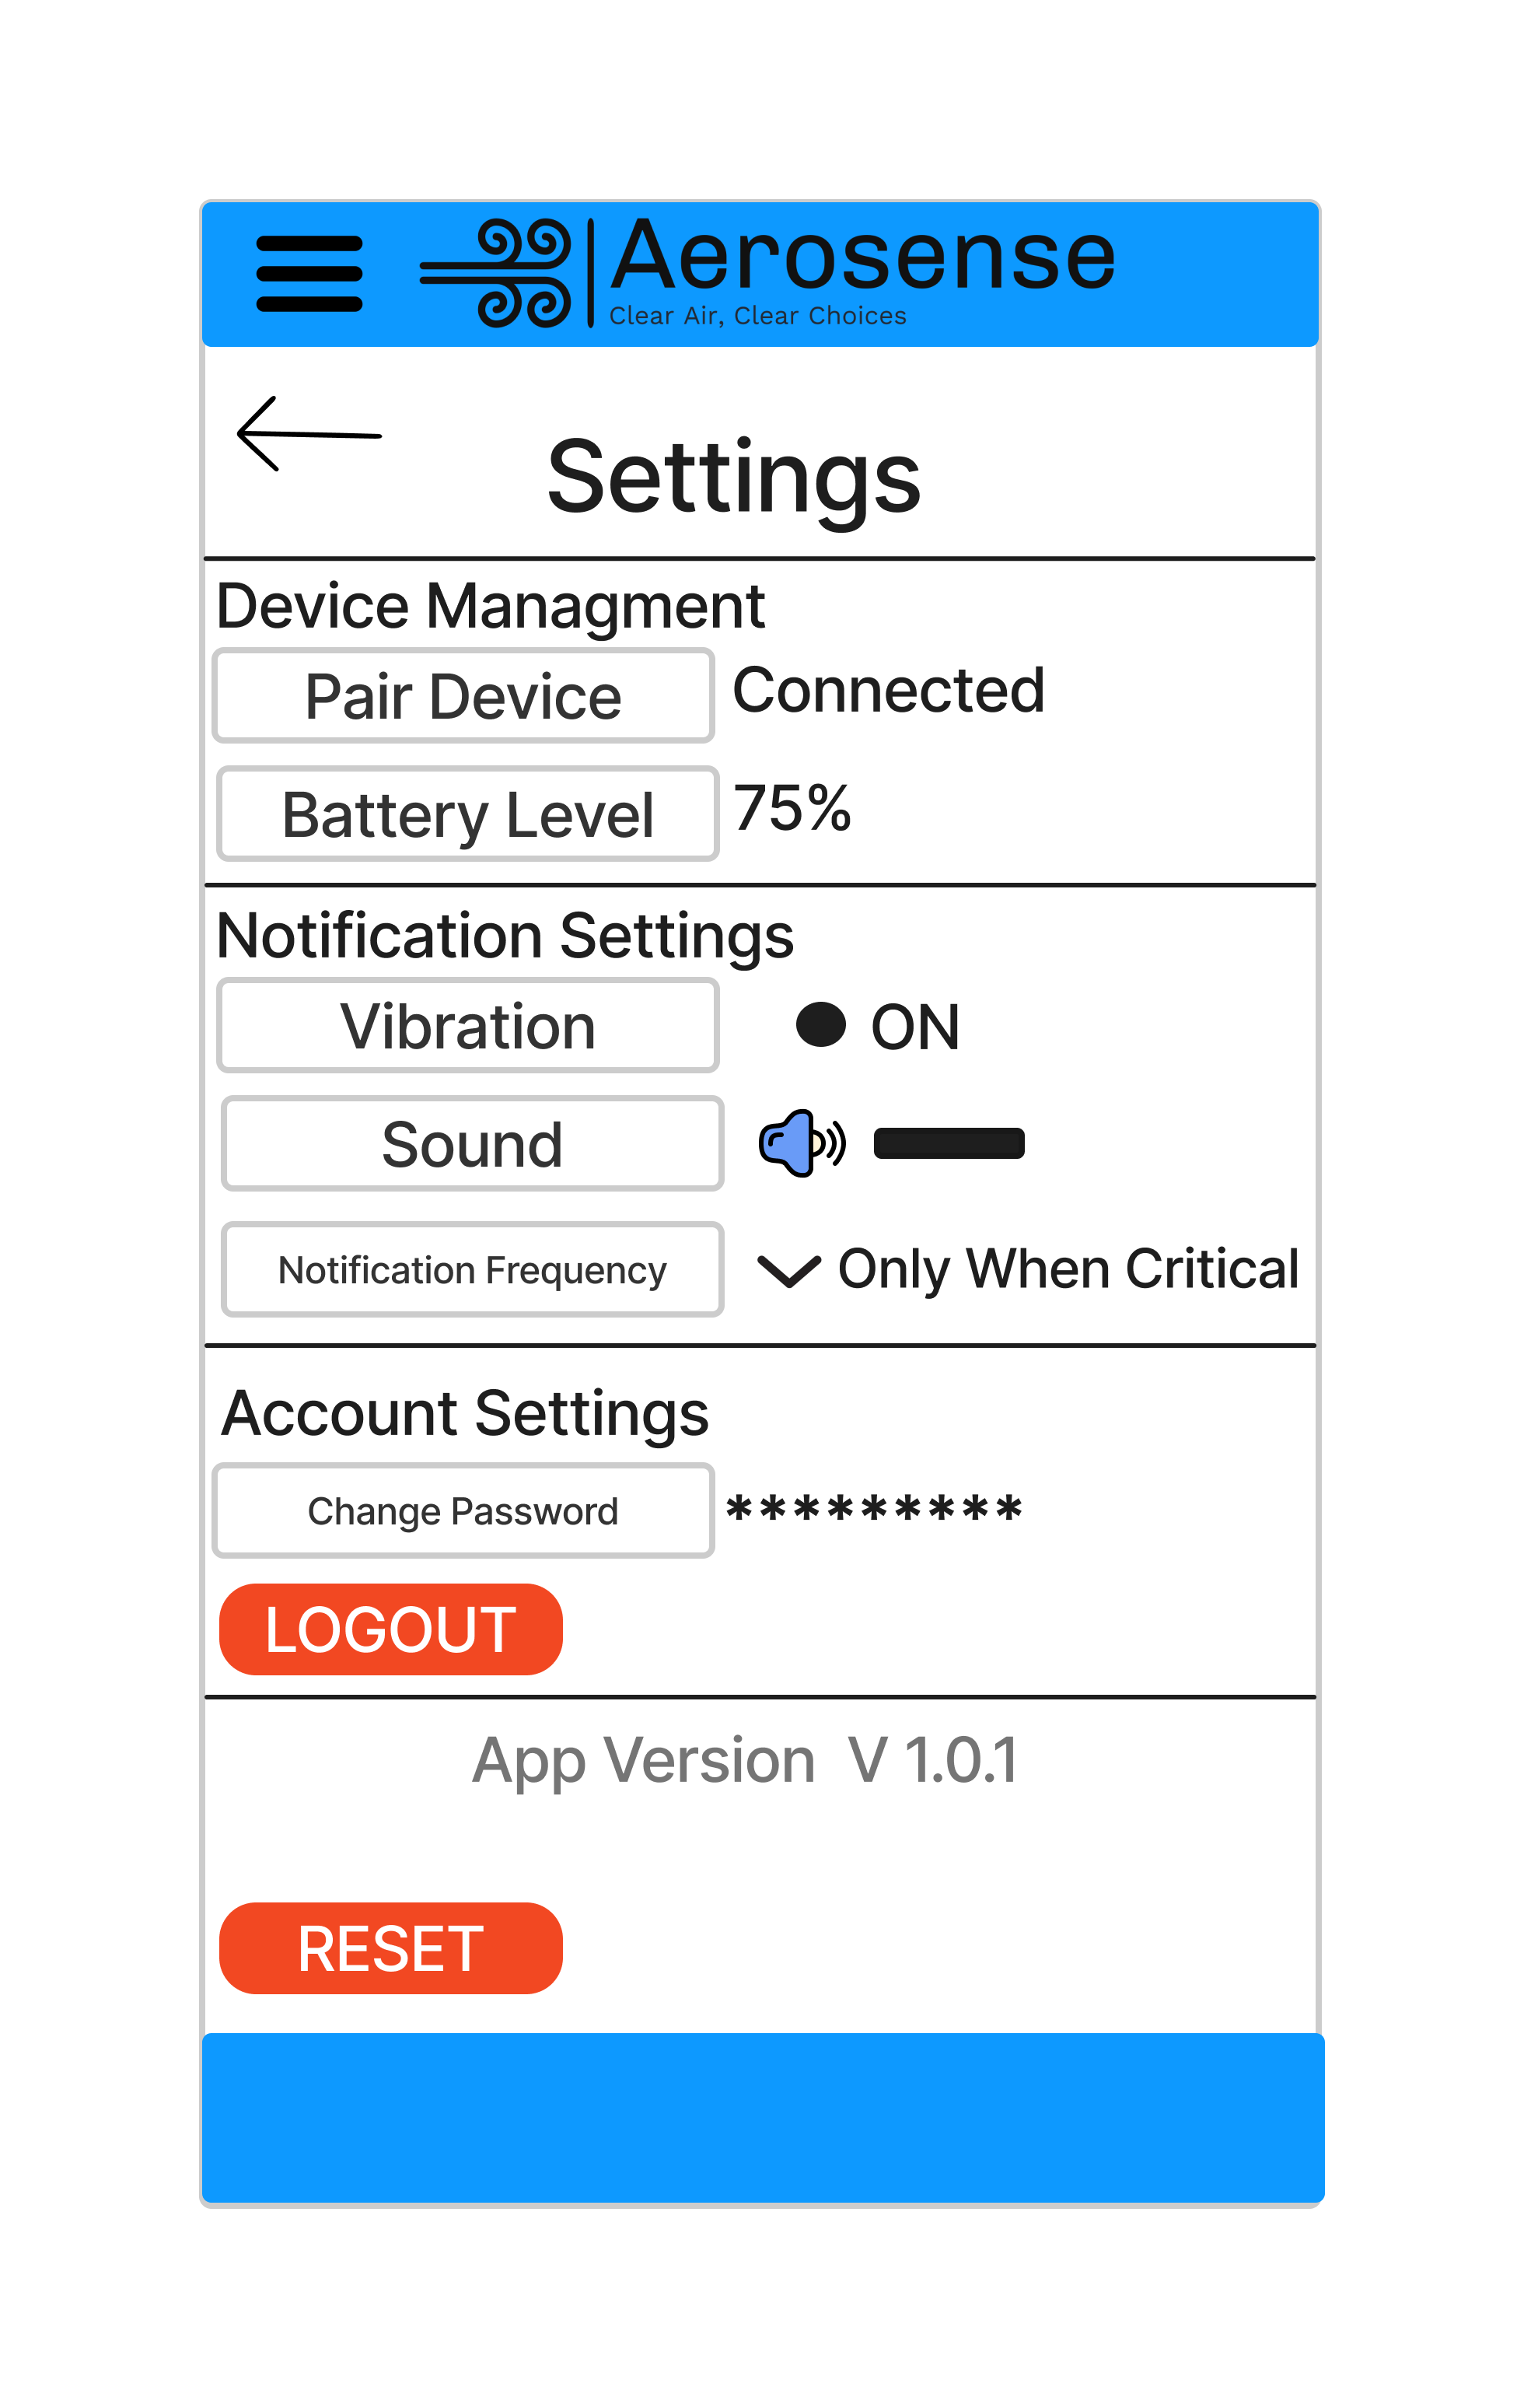 Aerosense
Clear Air, Clear Choices
Settings
Device Managment
Pair Device Connected
Battery Level 75%
Notification Settings
Vibration ON
Sound
Notification Frequency Only When Critical
Account Settings
Change Password *********
LOGOUT
App Version V 1.0.1
RESET